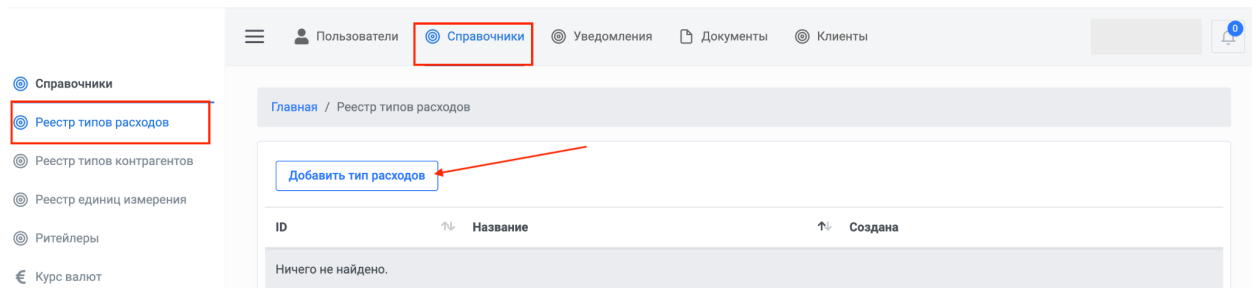 Пользователи Справочники Уведомления Документы Клиенты 0
Справочники
Главная / Реестр типов расходов
Реестр типов расходов
Реестр типов контрагентов
Добавить тип расходов
Реестр единиц измерения
ID Название Создана
Ритейлеры
Ничего не найдено.
€ Курс валют